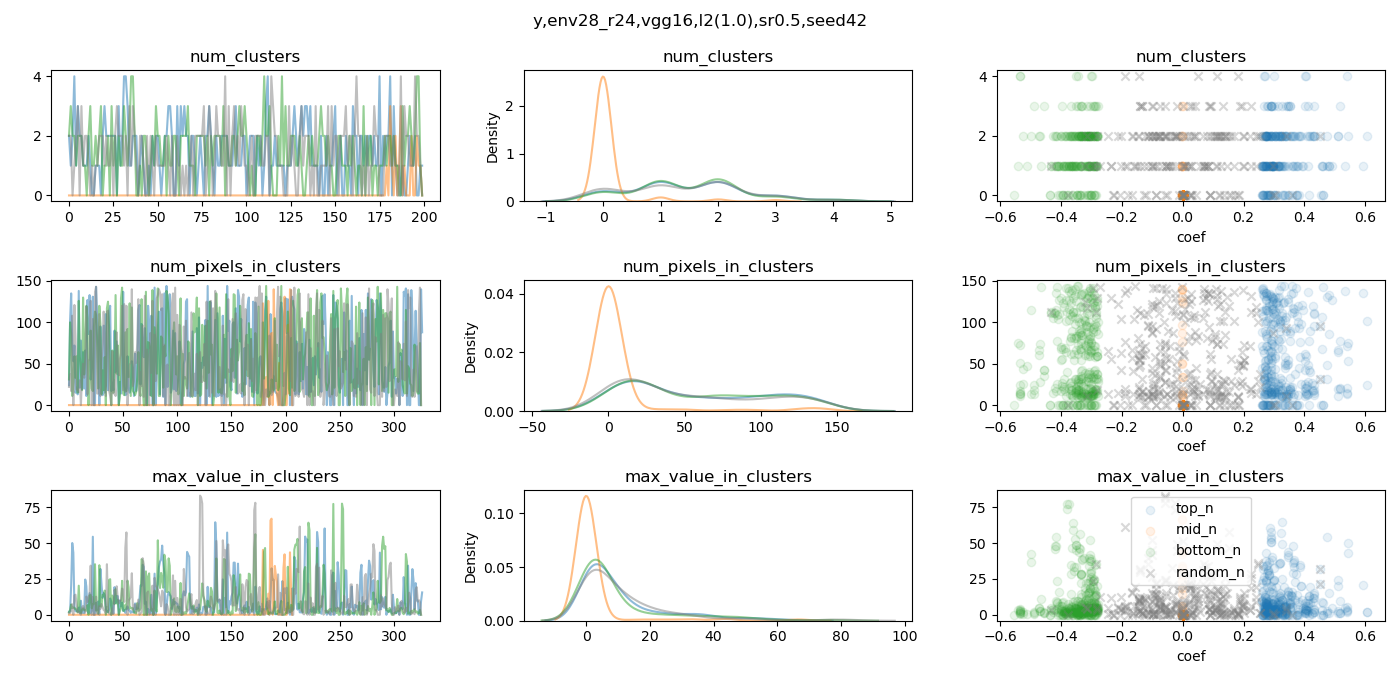 y,env28_r24,vgg16,l2(1.0),sr0.5,seed42
num_clusters
num_clusters
num_clusters
4
2
0
0 25 50 75 100 125 150 175 200
Density
2
1
0
−1 0 1 2 3 4 5
4
2
0
−0.6 −0.4 −0.2 0.0 0.2 0.4 0.6
coef
num_pixels_in_clusters
num_pixels_in_clusters
num_pixels_in_clusters
150
100
50
0
0 50 100 150 200 250 300
Density
0.04
0.02
0.00
−50 0 50 100 150
150
100
50
0
−0.6 −0.4 −0.2 0.0 0.2 0.4 0.6
coef
max_value_in_clusters
max_value_in_clusters
max_value_in_clusters
75
50
25
0
0 50 100 150 200 250 300
Density
0.10
0.05
0.00
0 20 40 60 80 100
75
50
25
0
top_n
mid_n
bottom_n
random_n
−0.6 −0.4 −0.2 0.0 0.2 0.4 0.6
coef